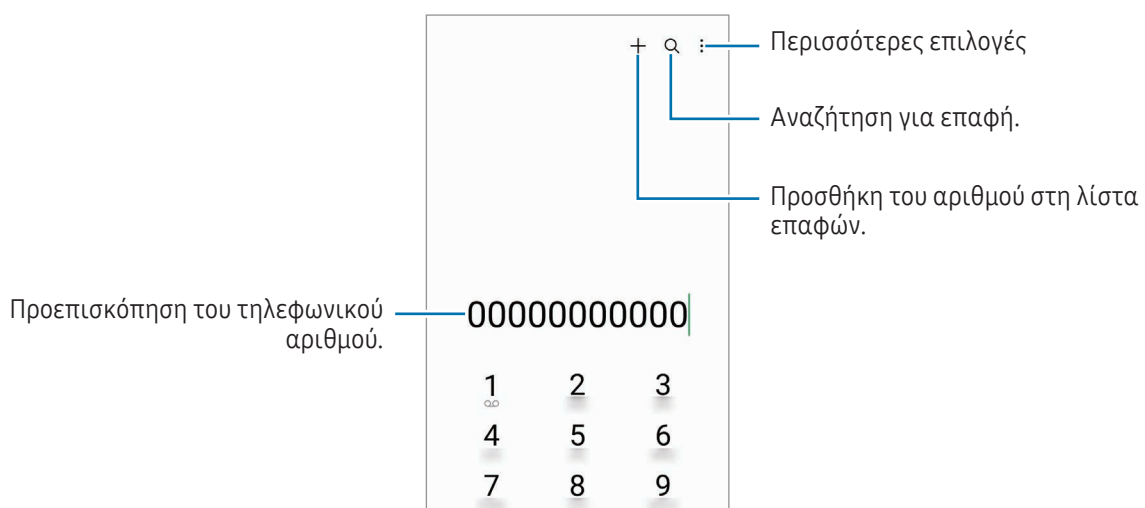 Περισσότερες επιλογές
Αναζήτηση για επαφή.
Προσθήκη του αριθμού στη λίστα
επαφών.
Προεπισκόπηση του τηλεφωνικού
αριθμού.
00000000000
1 2 3
4 5 6
7 8 9